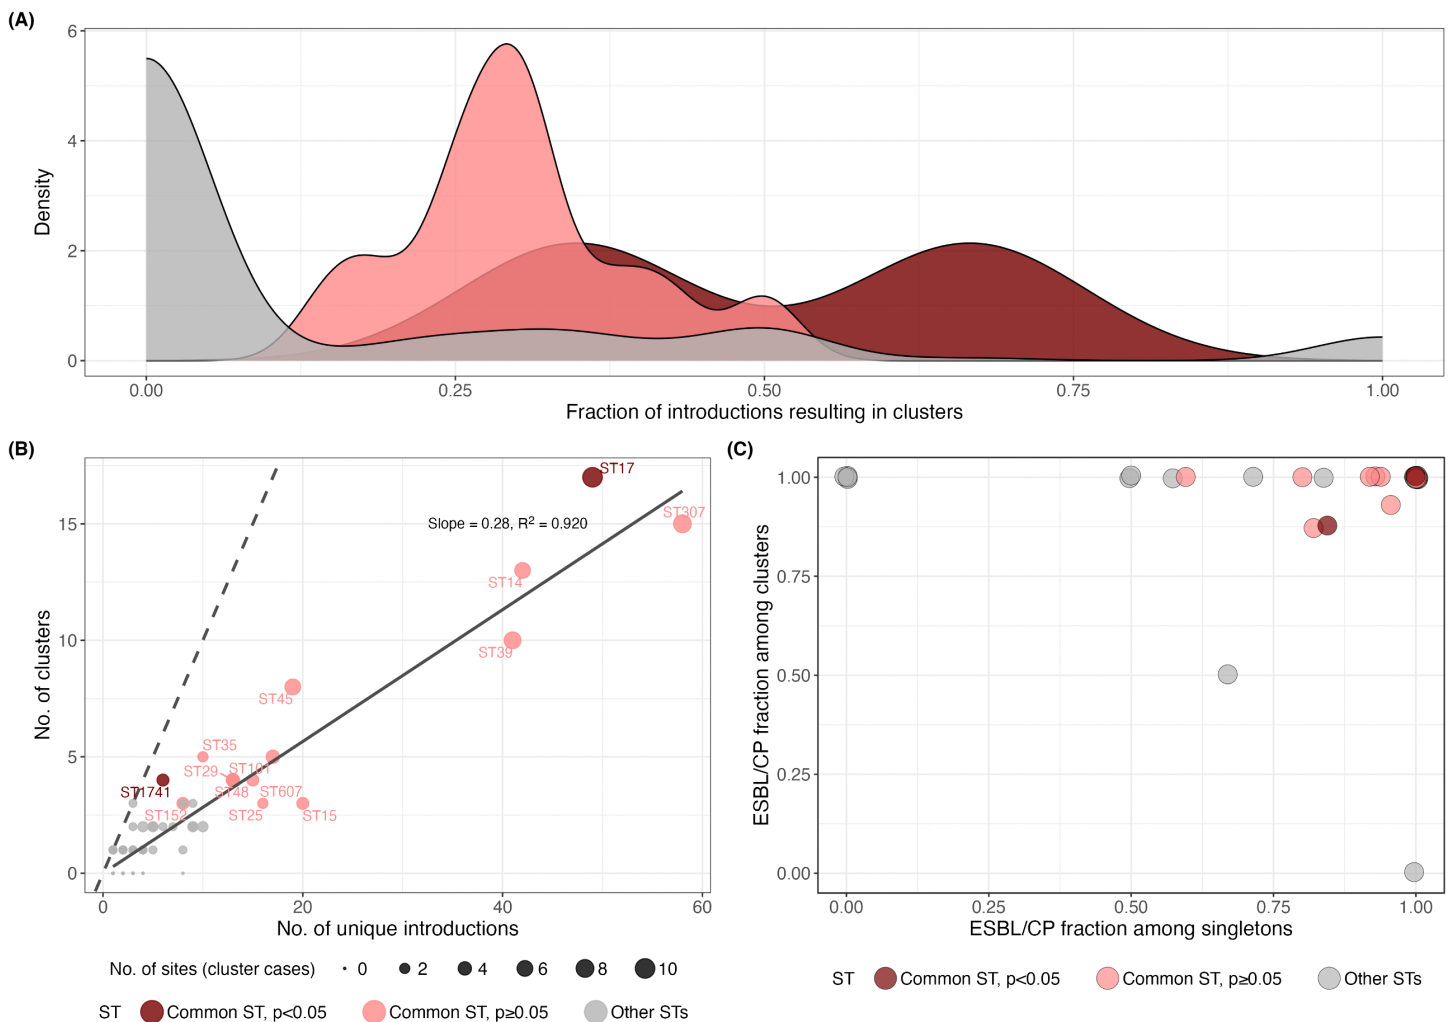 (A)
6
4
2
0
Density
0.00 0.25 0.50 0.75 1.00
Fraction of introductions resulting in clusters
(B)
15
10
5
0
No. of clusters
ST17
ST307
Slope = 0.28, R² = 0.920
ST14
ST39
ST45
ST35
ST29 ST101
ST1741 ST48 ST607
ST152 ST25 ST15
0 20 40 60
No. of unique introductions
No. of sites (cluster cases) 0 2 4 6 8 10
ST Common ST, p<0.05 Common ST, p≥0.05 Other STs
(C)
1.00
0.75
0.50
0.25
0.00
ESBL/CP fraction among clusters
0.00 0.25 0.50 0.75 1.00
ESBL/CP fraction among singletons
ST Common ST, p<0.05 Common ST, p≥0.05 Other STs